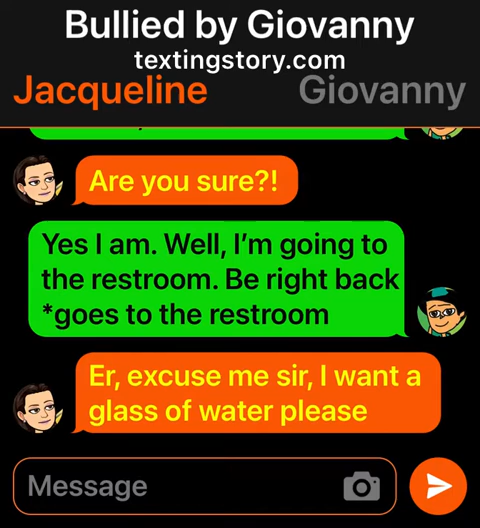 Bullied by Giovanny
textingstory.com
Jacqueline Giovanny
Are you sure?!
Yes I am. Well, I'm going to
the restroom. Be right back
*goes to the restroom
Er, excuse me sir, I want a
glass of water please
Message